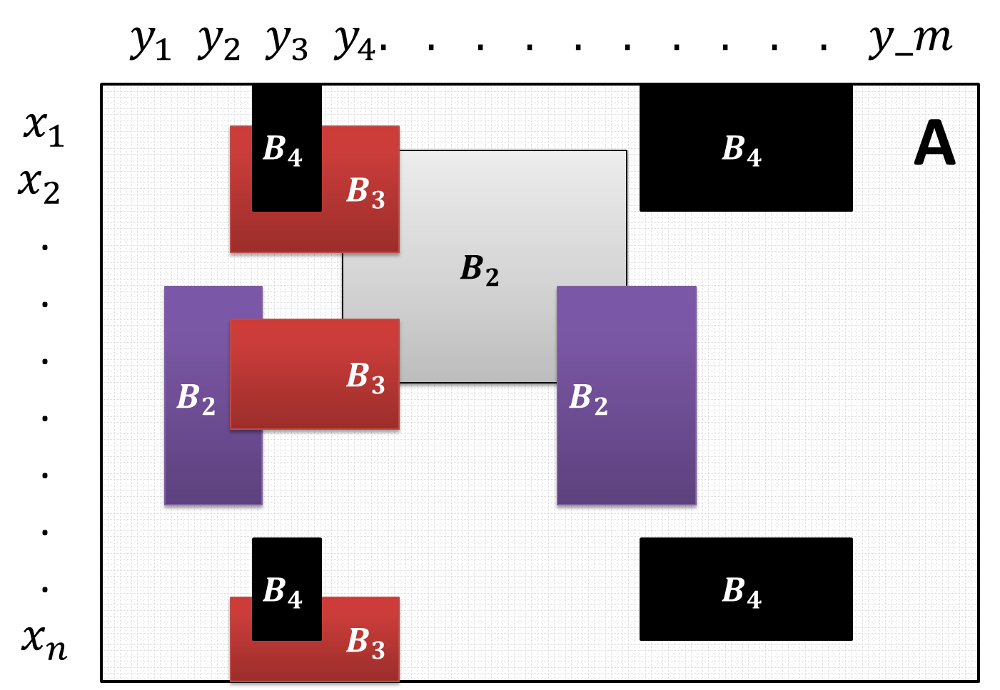 y₁ y₂ y₃ y₄. . . . . . . . . . y_m
x₁
x₂
.
.
.
.
.
.
.
xₙ
A
B₄ B₄
B₃
B₂
B₃
B₂ B₂
B₄ B₄
B₃